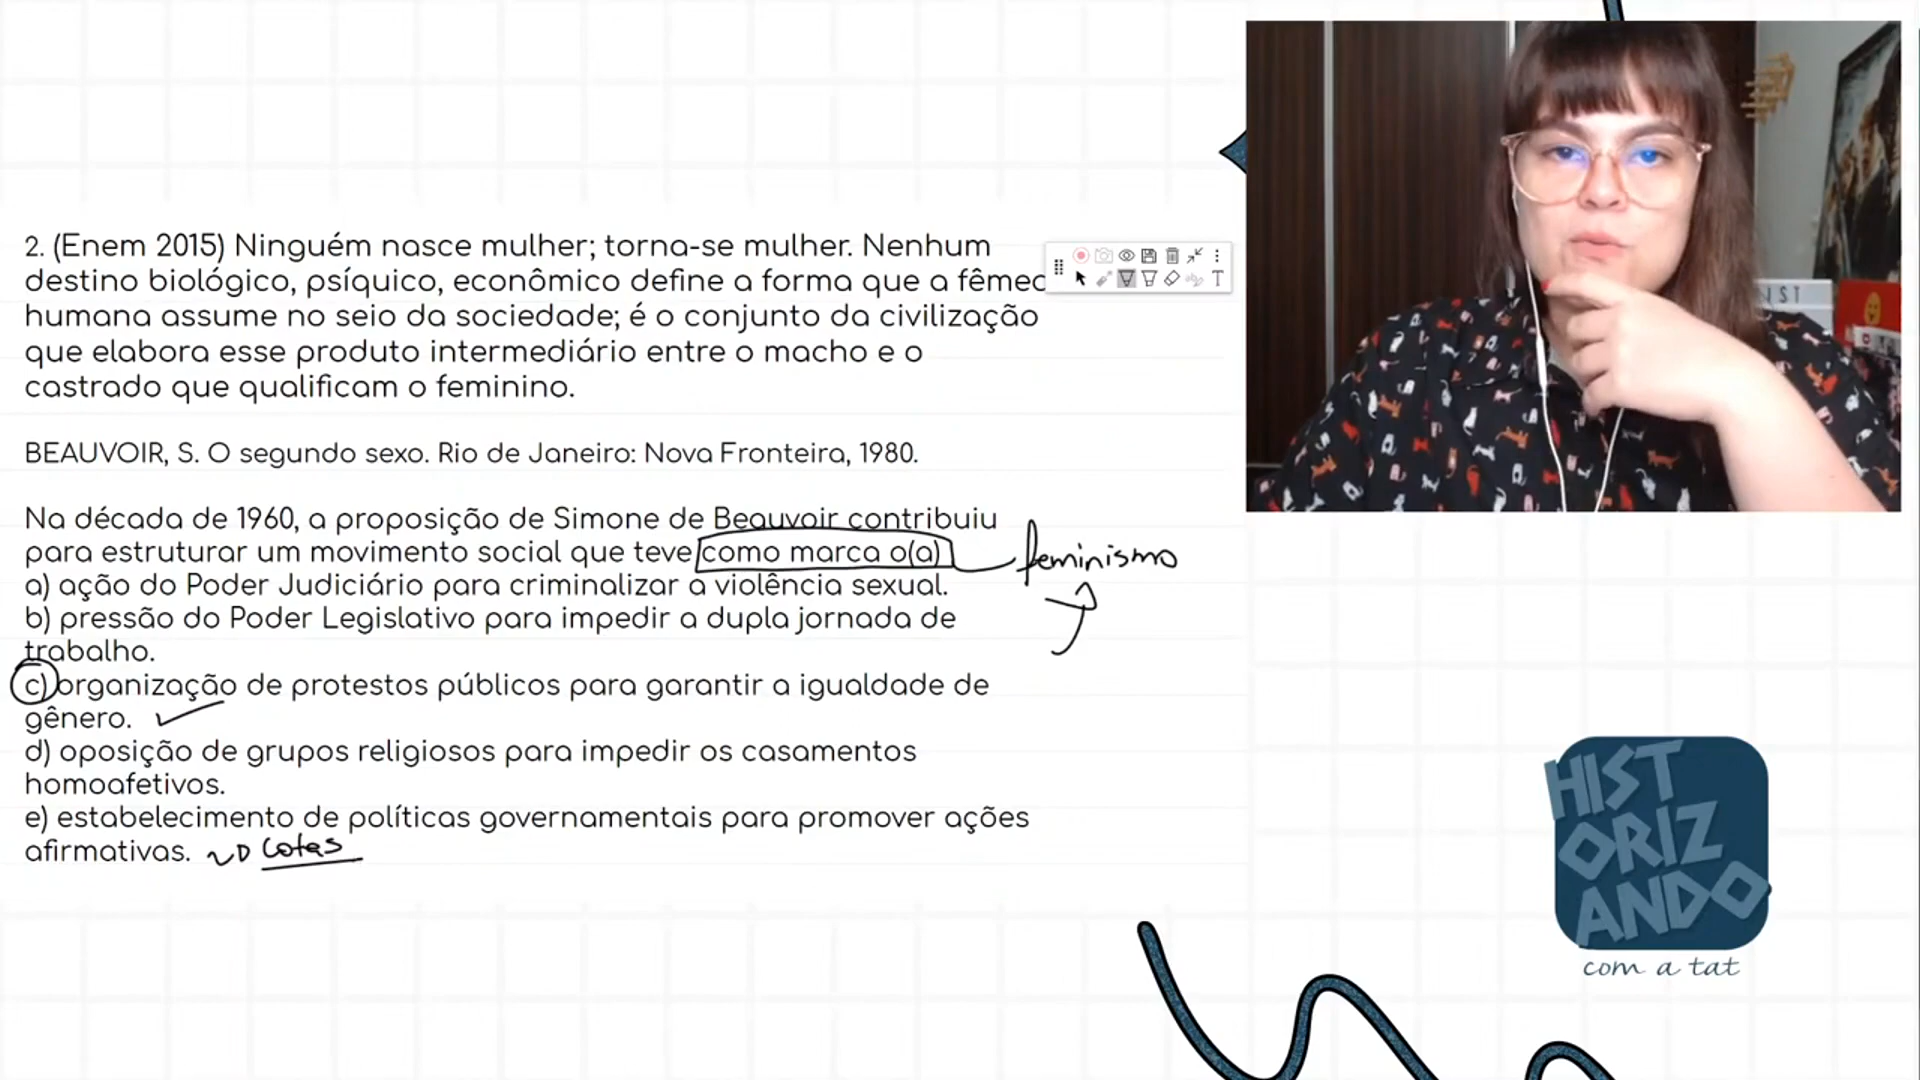 2. (Enem 2015) Ninguém nasce mulher; torna-se mulher. Nenhum
destino biológico, psíquico, econômico define a forma que a fêmea
humana assume no seio da sociedade; é o conjunto da civilização
que elabora esse produto intermediário entre o macho e o
castrado que qualificam o feminino.
BEAUVOIR, S. O segundo sexo. Rio de Janeiro: Nova Fronteira, 1980.
Na década de 1960, a proposição de Simone de Beauvoir contribuiu
para estruturar um movimento social que teve como marca o(a) feminismo
a) ação do Poder Judiciário para criminalizar a violência sexual.
b) pressão do Poder Legislativo para impedir a dupla jornada de
trabalho.
c) organização de protestos públicos para garantir a igualdade de
gênero.
d) oposição de grupos religiosos para impedir os casamentos
homoafetivos.
e) estabelecimento de políticas governamentais para promover ações
afirmativas. cotas
HIST
ORIZ
ANDO
com a tat